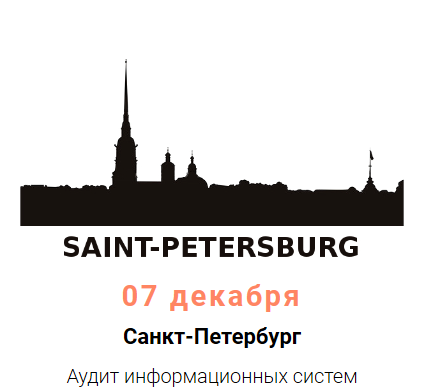 SAINT-PETERSBURG
07 декабря
Санкт-Петербург
Аудит информационных систем